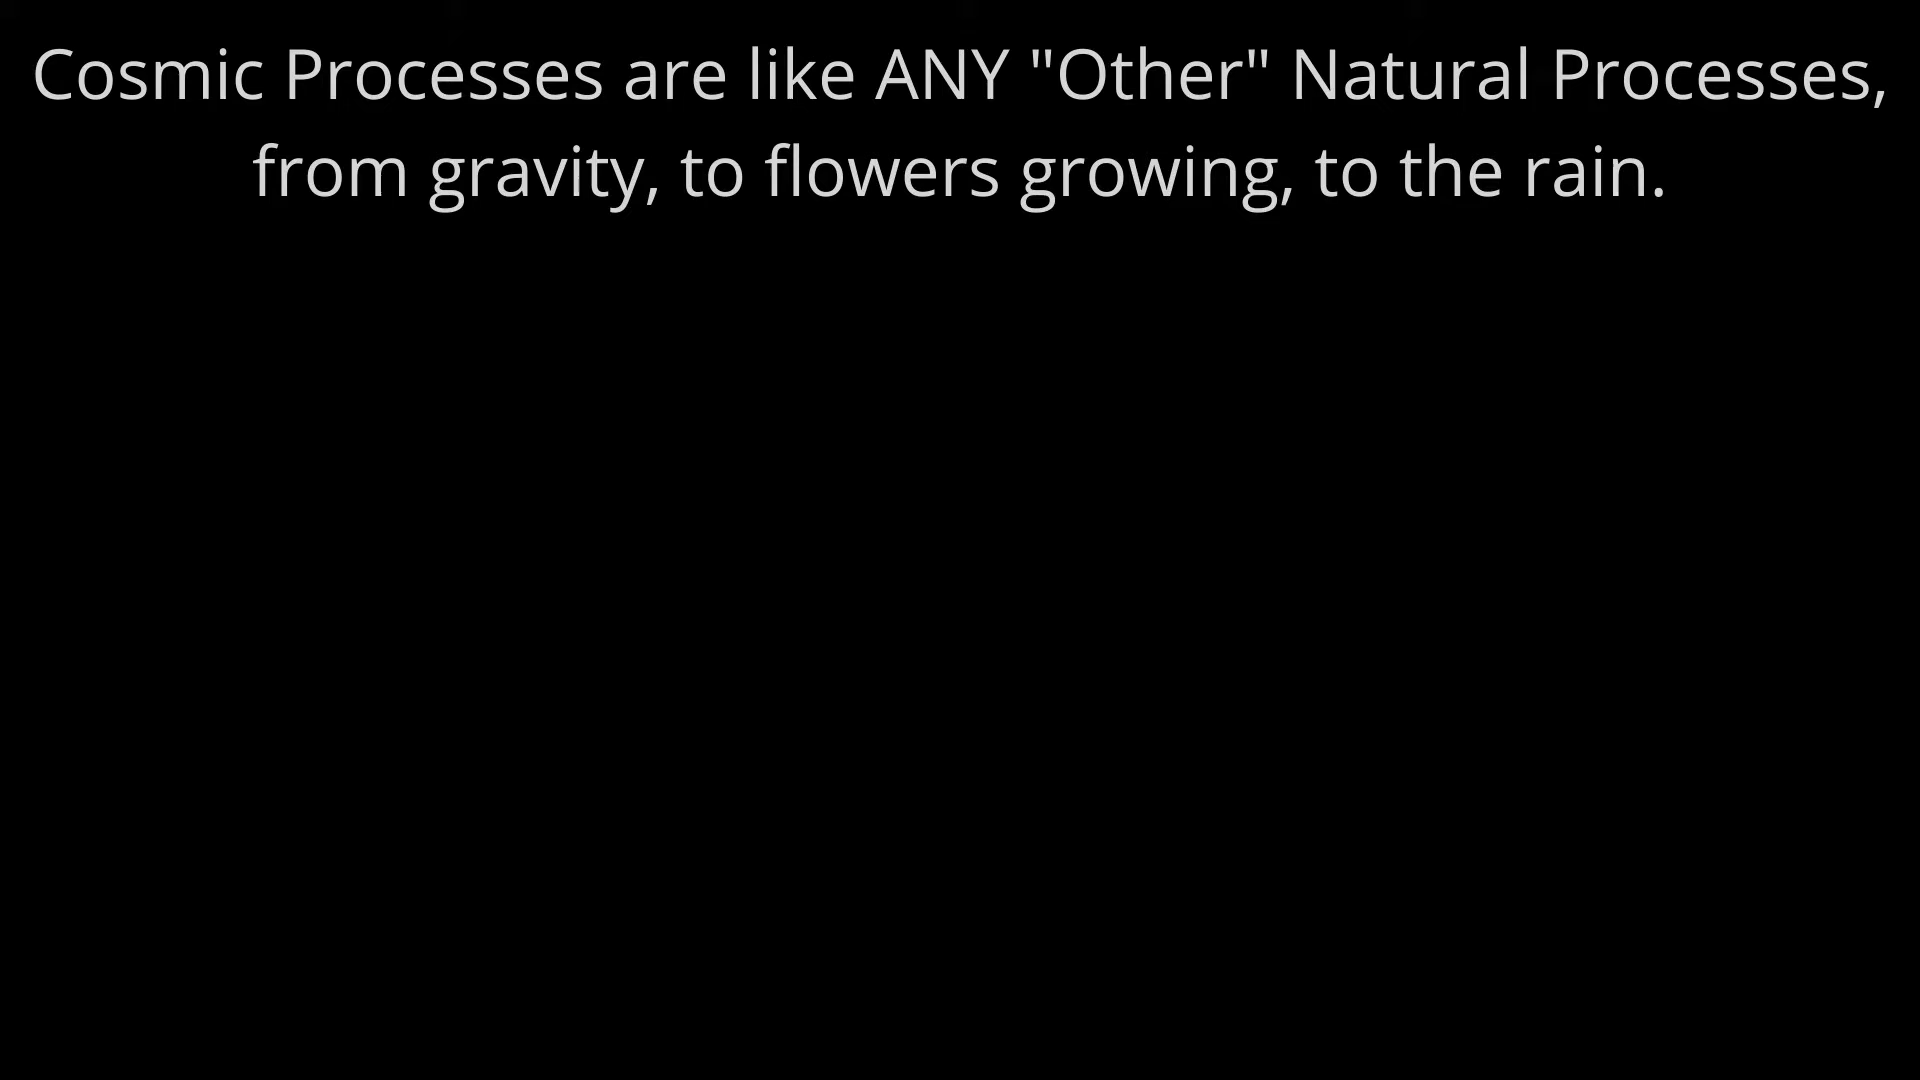 Cosmic Processes are like ANY "Other" Natural Processes,
from gravity, to flowers growing, to the rain.